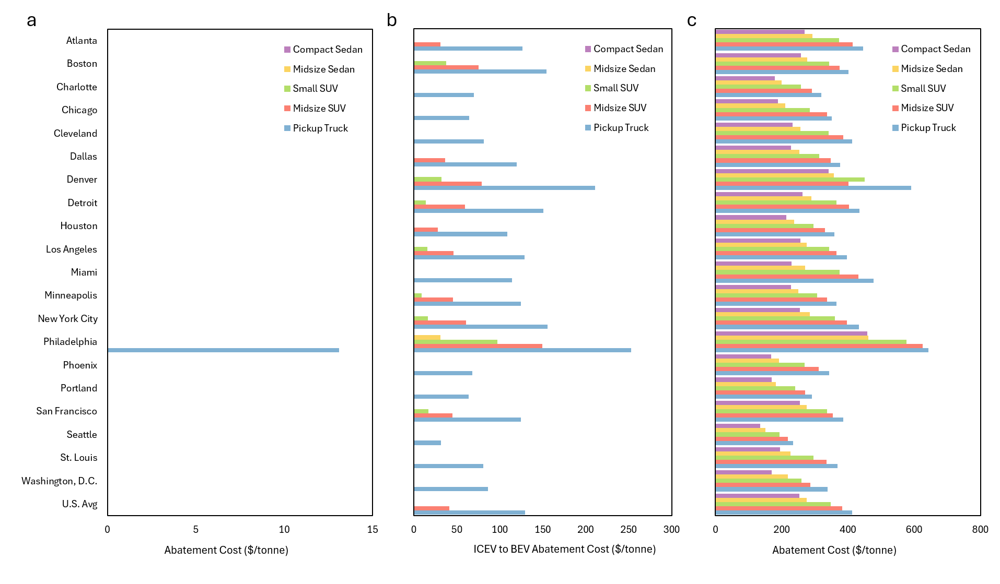 a
b
c
Atlanta
Boston
Charlotte
Chicago
Cleveland
Dallas
Denver
Detroit
Houston
Los Angeles
Miami
Minneapolis
New York City
Philadelphia
Phoenix
Portland
San Francisco
Seattle
St. Louis
Washington, D.C.
U.S. Avg
Compact Sedan
Midsize Sedan
Small SUV
Midsize SUV
Pickup Truck
0 5 10 15
Abatement Cost ($/tonne)
Compact Sedan
Midsize Sedan
Small SUV
Midsize SUV
Pickup Truck
0 50 100 150 200 250 300
ICEV to BEV Abatement Cost ($/tonne)
Compact Sedan
Midsize Sedan
Small SUV
Midsize SUV
Pickup Truck
0 200 400 600 800
Abatement Cost ($/tonne)